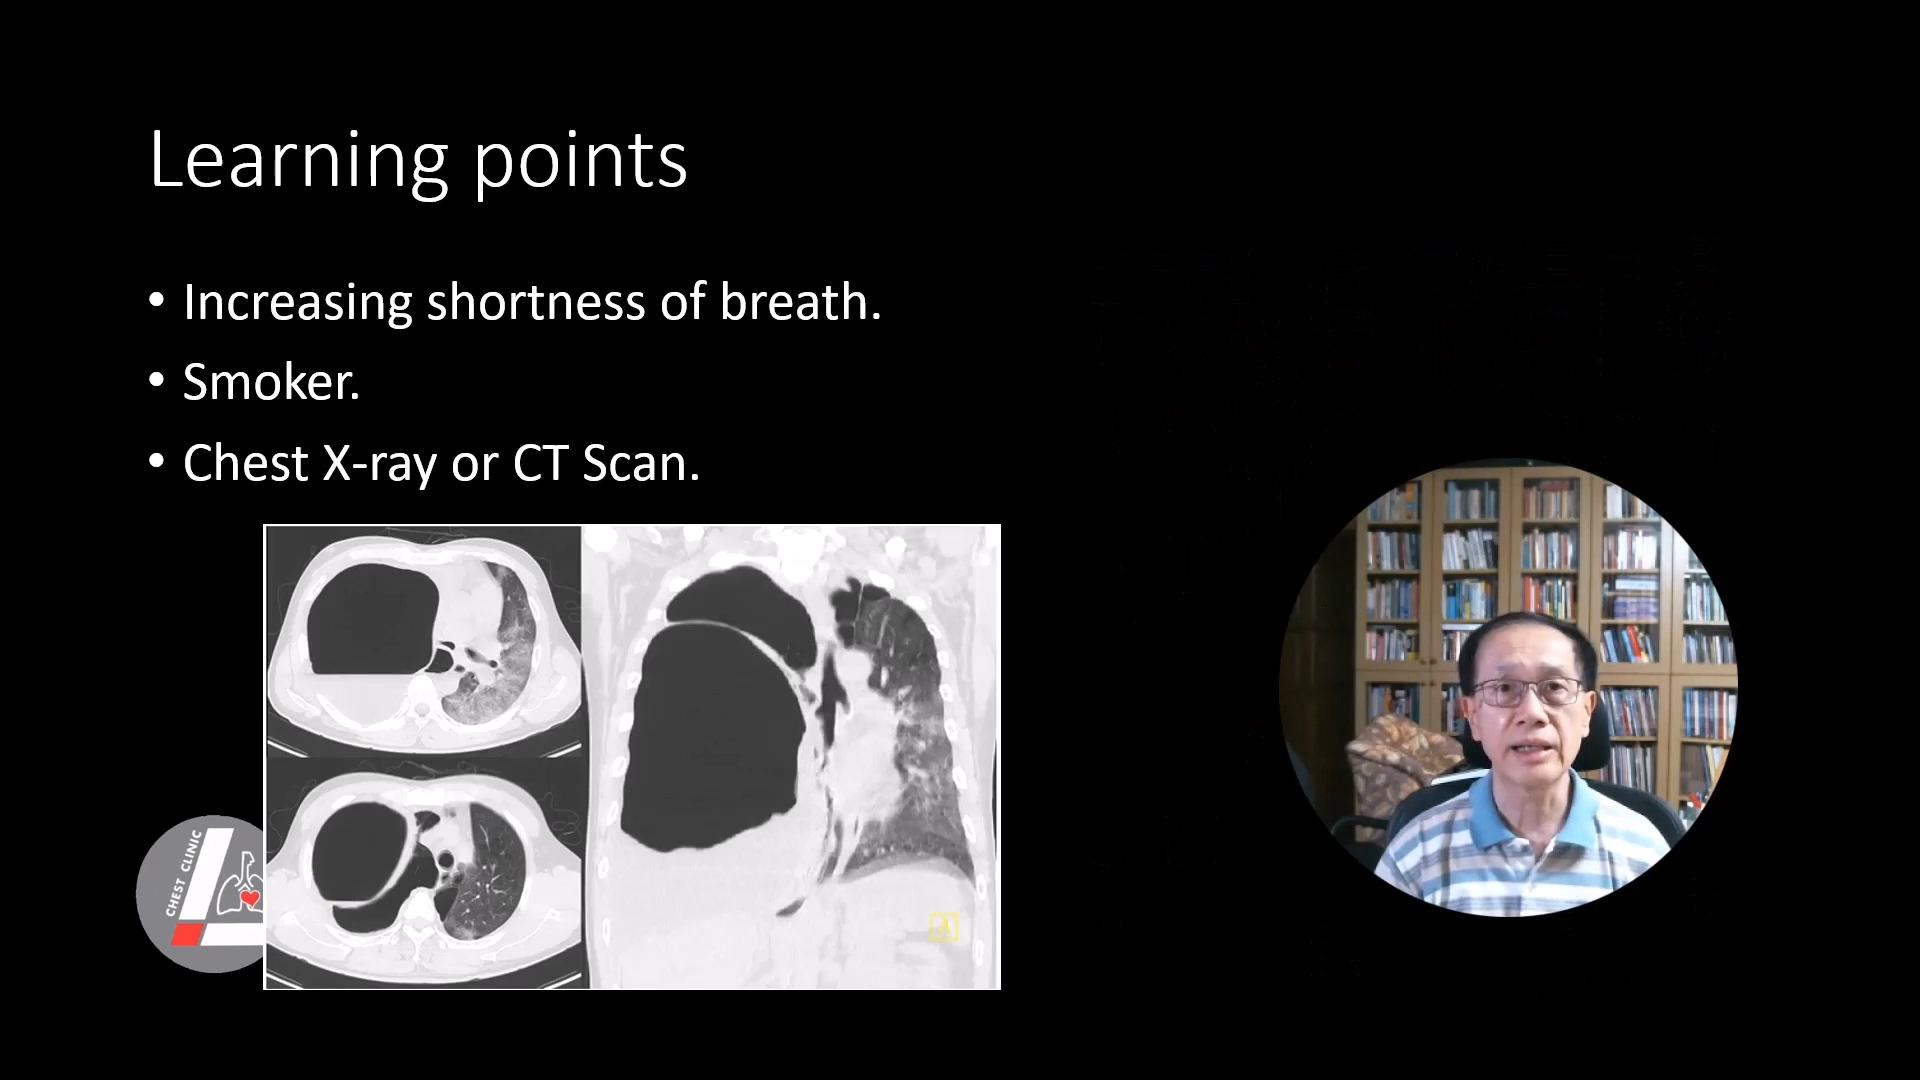 Learning points
• Increasing shortness of breath.
• Smoker.
• Chest X-ray or CT Scan.
CHEST CLINIC
A